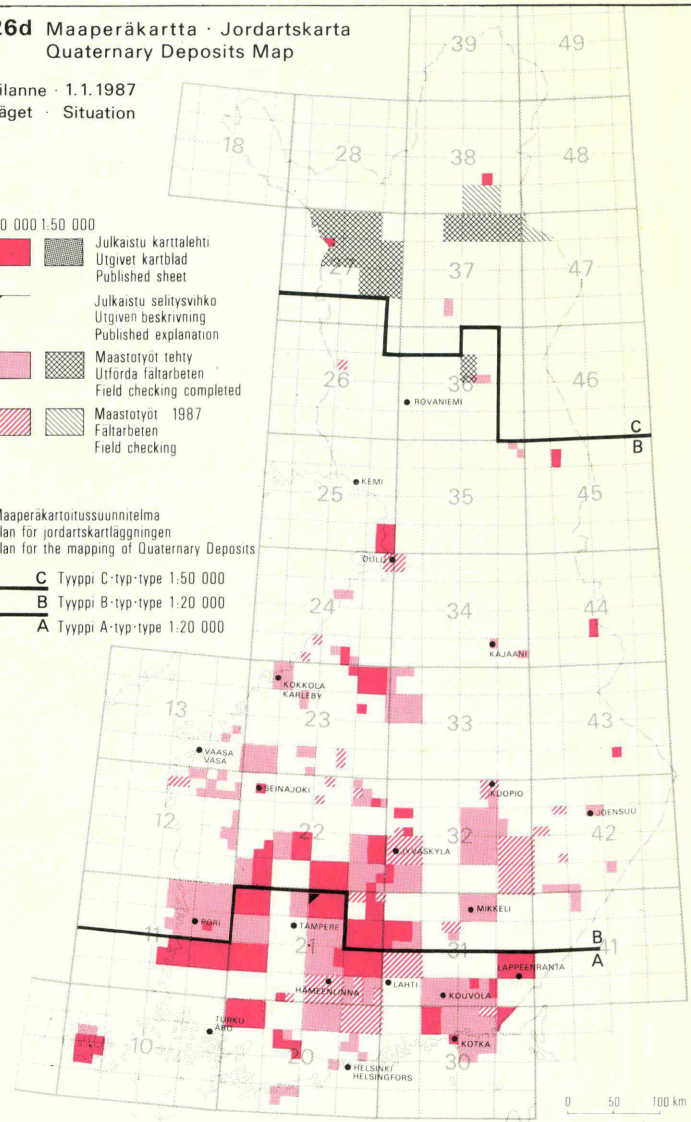 26d Maaperäkartta · Jordartskarta
Quaternary Deposits Map
ilanne · 1.1.1987
äget · Situation
0 000 1:50 000
Julkaistu karttalehti
Utgivet kartblad
Published sheet
Julkaistu selitysvihko
Utgiven beskrivning
Published explanation
Maastotyöt tehty
Utförda fältarbeten
Field checking completed
Maastotyöt 1987
Fältarbeten
Field checking
Maaperäkartoitussuunnitelma
lan för jordartskartläggningen
lan for the mapping of Quaternary Deposits
C Tyyppi C·typ-type 1:50 000
B Tyyppi B·typ-type 1:20 000
A Tyyppi A·typ-type 1:20 000
39
49
18
28
38
48
27
37
47
26
36
46
ROVANIEMI
C
B
KEMI
25
35
45
OULU
24
34
44
KAJAANI
KOKKOLA
KARLEBY
13
23
33
43
VAASA
VASA
SEINÄJOKI
KUOPIO
JOENSUU
12
22
32
42
JYVÄSKYLÄ
PORI
TAMPERE
MIKKELI
11
21
31
41
B
A
LAPPEENRANTA
HÄMEENLINNA
LAHTI
KOUVOLA
TURKU
ÅBO
KOTKA
10
20
30
HELSINKI
HELSINGFORS
0 50 100 km